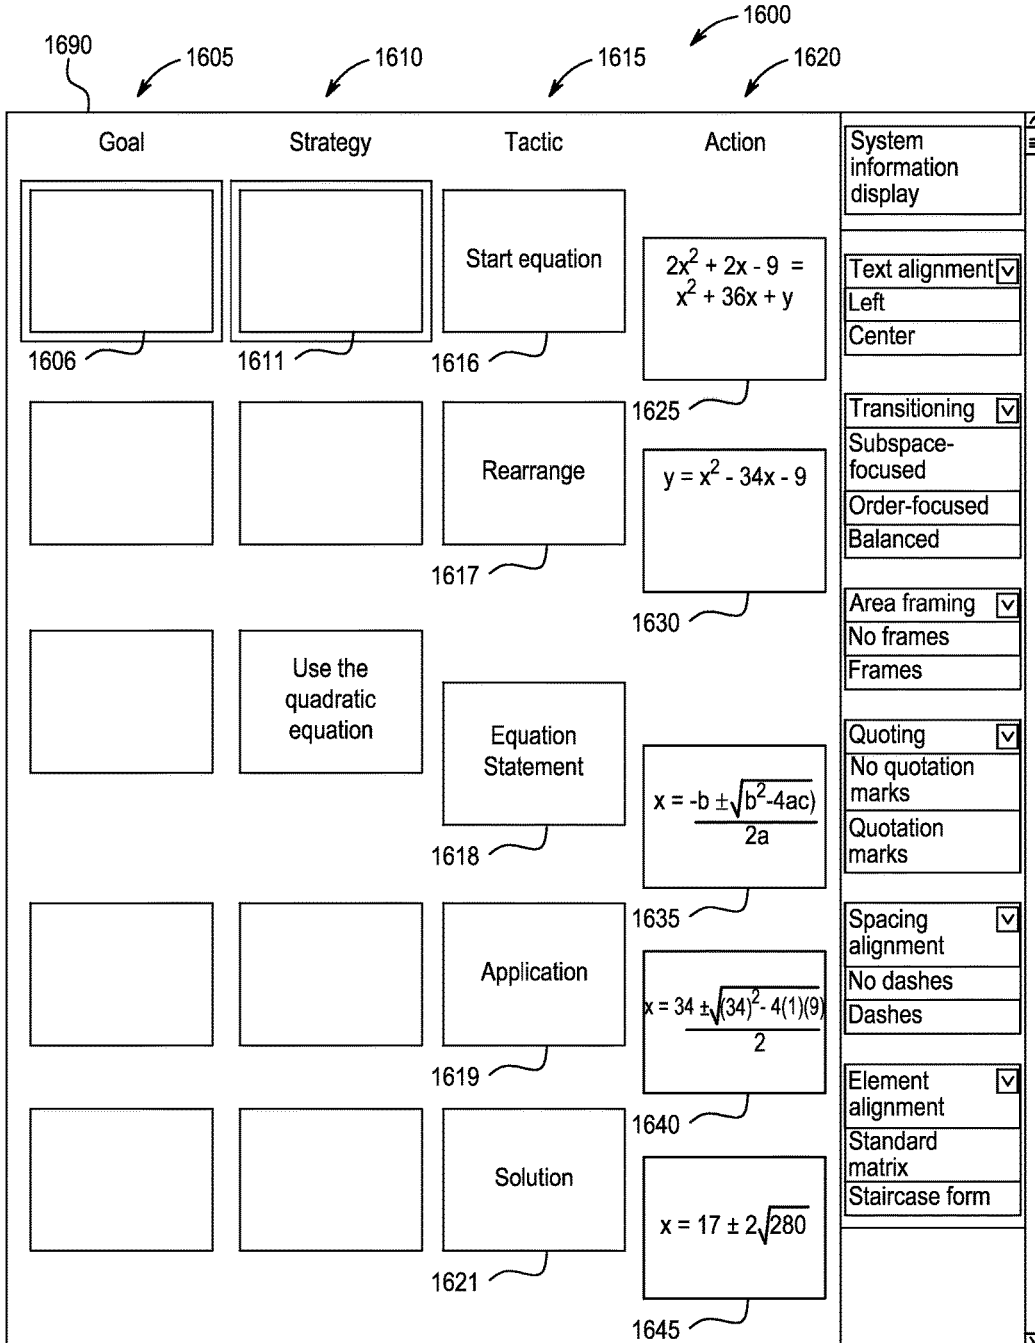 1600
1690
1605
1610
1615
1620
Goal
Strategy
Tactic
Action
Start equation
2x² + 2x - 9 =
x² + 36x + y
1606
1611
1616
1625
Rearrange
y = x² - 34x - 9
1617
1630
Use the
quadratic
equation
Equation
Statement
x = -b ± √b²-4ac)
2a
1618
1635
Application
x = 34 ± √(34)² - 4(1)(9)
2
1619
1640
Solution
x = 17 ± 2√280
1621
1645
System
information
display
Text alignment
Left
Center
Transitioning
Subspace-
focused
Order-focused
Balanced
Area framing
No frames
Frames
Quoting
No quotation
marks
Quotation
marks
Spacing
alignment
No dashes
Dashes
Element
alignment
Standard
matrix
Staircase form